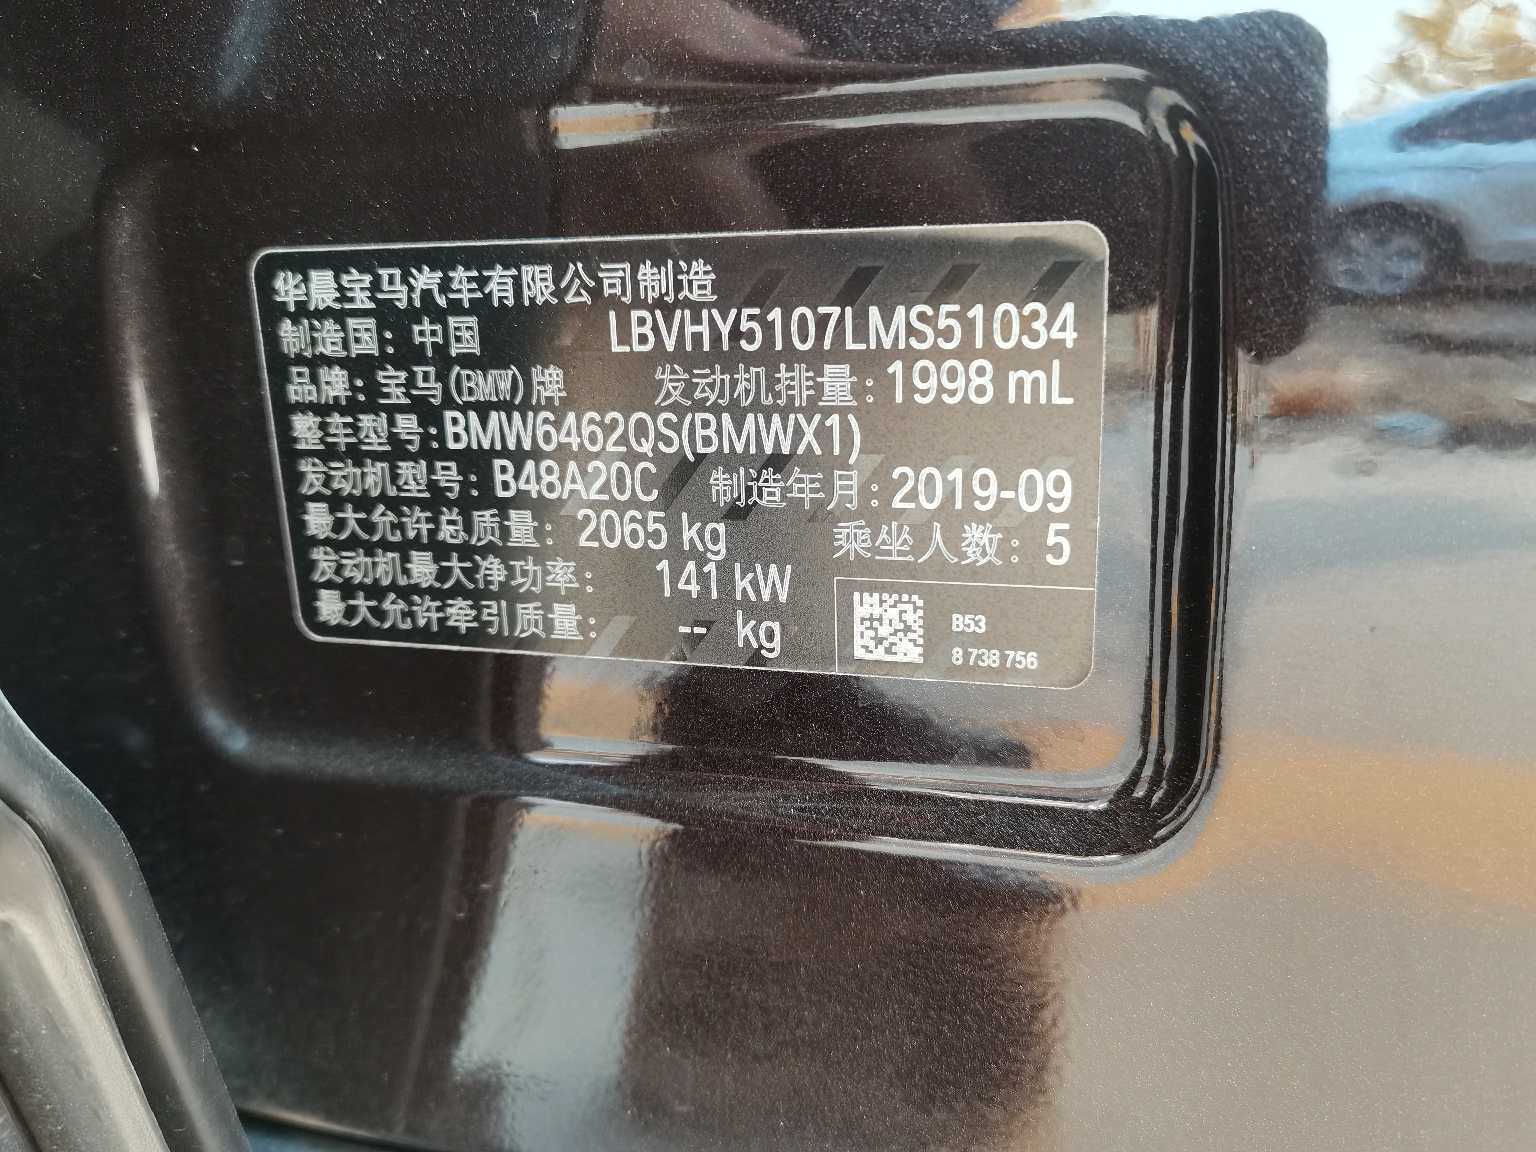 华晨宝马汽车有限公司制造
制造国：中国 LBVHY5107LMS51034
品牌：宝马(BMW)牌 发动机排量：1998 mL
整车型号：BMW6462QS(BMWX1)
发动机型号：B48A20C 制造年月：2019-09
最大允许总质量：2065 kg 乘坐人数：5
发动机最大净功率：141 kW
最大允许牵引质量：-- kg
B53
8 738 756